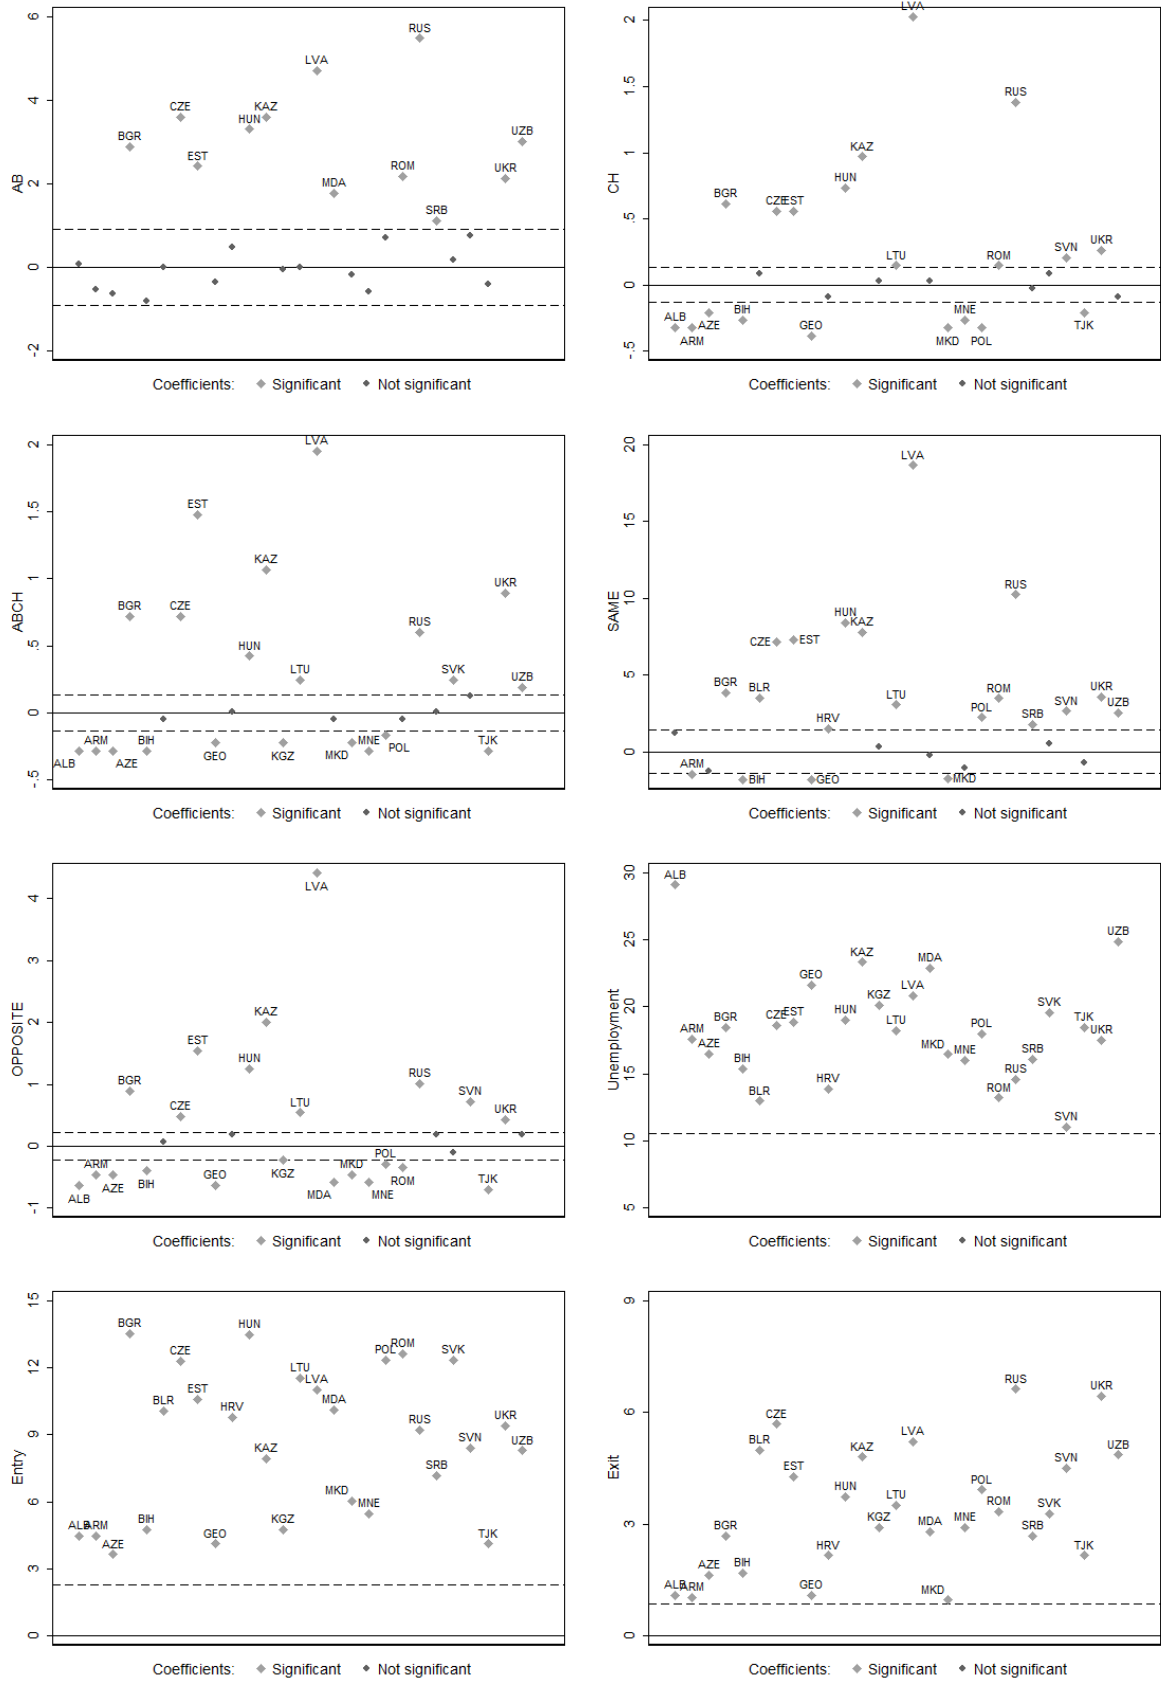 AB
6
4
2
0
-2
BGR
CZE
EST
HUN
KAZ
LVA
MDA
ROM
RUS
SRB
UKR
UZB
Coefficients: Significant Not significant
CH
2
1.5
1
.5
0
-.5
ALB
ARM
AZE
BGR
BIH
CZE
EST
GEO
HUN
KAZ
LTU
LVA
MKD
MNE
POL
ROM
RUS
SVN
TJK
UKR
Coefficients: Significant Not significant
ABCH
2
1.5
1
.5
0
-.5
ALB
ARM
AZE
BGR
BIH
CZE
EST
GEO
HUN
KAZ
KGZ
LTU
LVA
MKD
MNE
POL
RUS
SVK
TJK
UKR
UZB
Coefficients: Significant Not significant
SAME
20
15
10
5
0
ARM
BGR
BIH
BLR
CZE
EST
GEO
HRV
HUN
KAZ
LTU
LVA
MKD
POL
ROM
RUS
SRB
SVN
UKR
UZB
Coefficients: Significant Not significant
OPPOSITE
4
3
2
1
0
-1
ALB
ARM
AZE
BGR
BIH
CZE
EST
GEO
HUN
KAZ
KGZ
LTU
LVA
MDA
MKD
MNE
POL
ROM
RUS
SVN
TJK
UKR
Coefficients: Significant Not significant
Unemployment
30
25
20
15
10
5
ALB
ARM
AZE
BGR
BIH
BLR
CZE
EST
GEO
HRV
HUN
KAZ
KGZ
LTU
LVA
MDA
MKD
MNE
POL
ROM
RUS
SRB
SVK
SVN
TJK
UKR
UZB
Coefficients: Significant Not significant
Entry
15
12
9
6
3
0
ALB
ARM
AZE
BGR
BIH
BLR
CZE
EST
GEO
HRV
HUN
KAZ
KGZ
LTU
LVA
MDA
MKD
MNE
POL
ROM
RUS
SRB
SVK
SVN
TJK
UKR
UZB
Coefficients: Significant Not significant
Exit
9
6
3
0
ALB
ARM
AZE
BGR
BIH
BLR
CZE
EST
GEO
HRV
HUN
KAZ
KGZ
LTU
LVA
MDA
MKD
MNE
POL
ROM
RUS
SRB
SVK
SVN
TJK
UKR
UZB
Coefficients: Significant Not significant